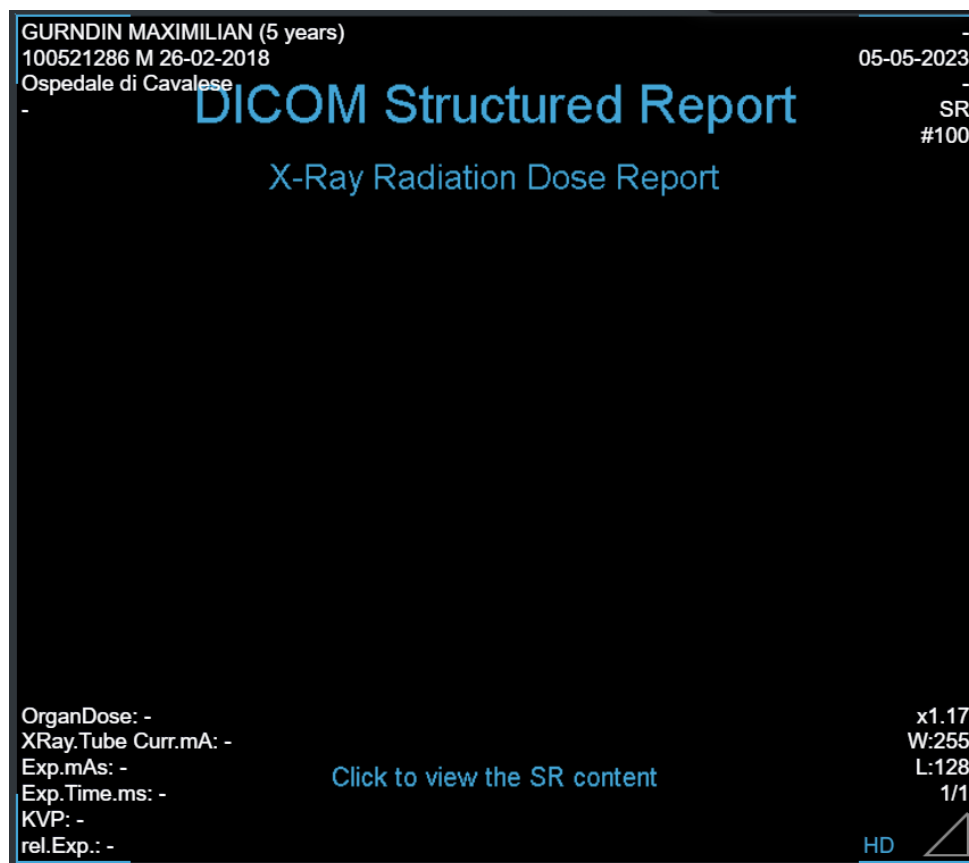 GURNDIN MAXIMILIAN (5 years)
100521286 M 26-02-2018
Ospedale di Cavalese
-
-
05-05-2023
-
SR
#100
DICOM Structured Report
X-Ray Radiation Dose Report
OrganDose: -
XRay.Tube Curr.mA: -
Exp.mAs: -
Exp.Time.ms: -
KVP: -
rel.Exp.: -
Click to view the SR content
x1.17
W:255
L:128
1/1
HD